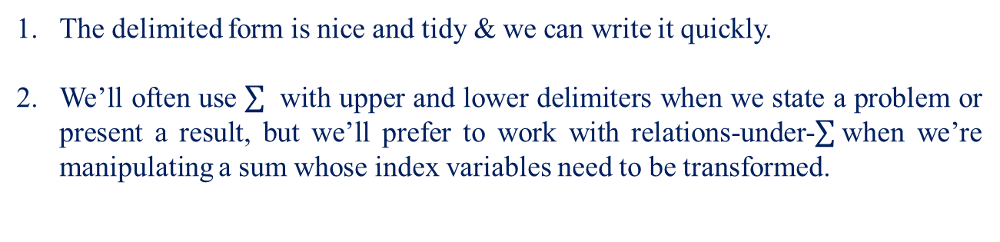 1. The delimited form is nice and tidy & we can write it quickly.
2. We’ll often use ∑ with upper and lower delimiters when we state a problem or
present a result, but we’ll prefer to work with relations-under-∑ when we’re
manipulating a sum whose index variables need to be transformed.